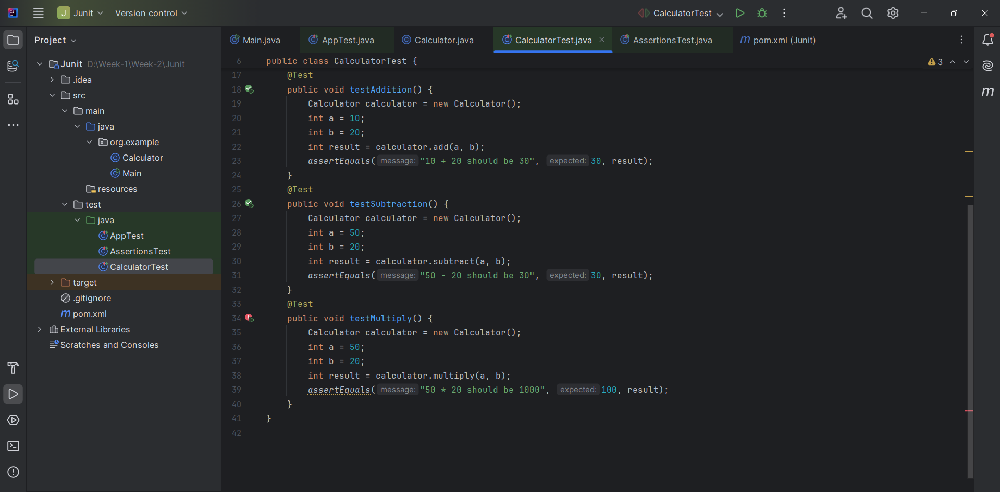 J Junit Version control CalculatorTest
Project
Main.java AppTest.java Calculator.java CalculatorTest.java AssertionsTest.java m pom.xml (Junit)
Junit D:\Week-1\Week-2\Junit
.idea
src
main
java
org.example
Calculator
Main
resources
test
java
AppTest
AssertionsTest
CalculatorTest
target
.gitignore
m pom.xml
External Libraries
Scratches and Consoles
6 public class CalculatorTest {
3
17 @Test
18 public void testAddition() {
19 Calculator calculator = new Calculator();
20 int a = 10;
21 int b = 20;
22 int result = calculator.add(a, b);
23 assertEquals( message: "10 + 20 should be 30", expected: 30, result);
24 }
25 @Test
26 public void testSubtraction() {
27 Calculator calculator = new Calculator();
28 int a = 50;
29 int b = 20;
30 int result = calculator.subtract(a, b);
31 assertEquals( message: "50 - 20 should be 30", expected: 30, result);
32 }
33 @Test
34 public void testMultiply() {
35 Calculator calculator = new Calculator();
36 int a = 50;
37 int b = 20;
38 int result = calculator.multiply(a, b);
39 assertEquals( message: "50 * 20 should be 1000", expected: 100, result);
40 }
41 }
42
m